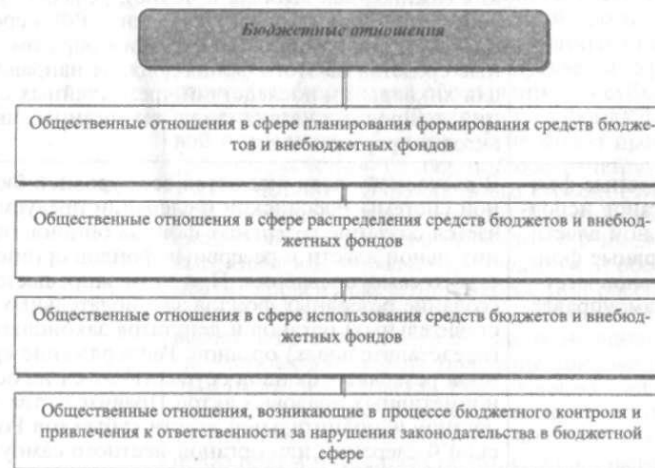 Бюджетные отношения
Общественные отношения в сфере планирования формирования средств бюдже-
тов и внебюджетных фондов
Общественные отношения в сфере распределения средств бюджетов и внебюд-
жетных фондов
Общественные отношения в сфере использования средств бюджетов и внебюд-
жетных фондов
Общественные отношения, возникающие в процессе бюджетного контроля и
привлечения к ответственности за нарушения законодательства в бюджетной
сфере